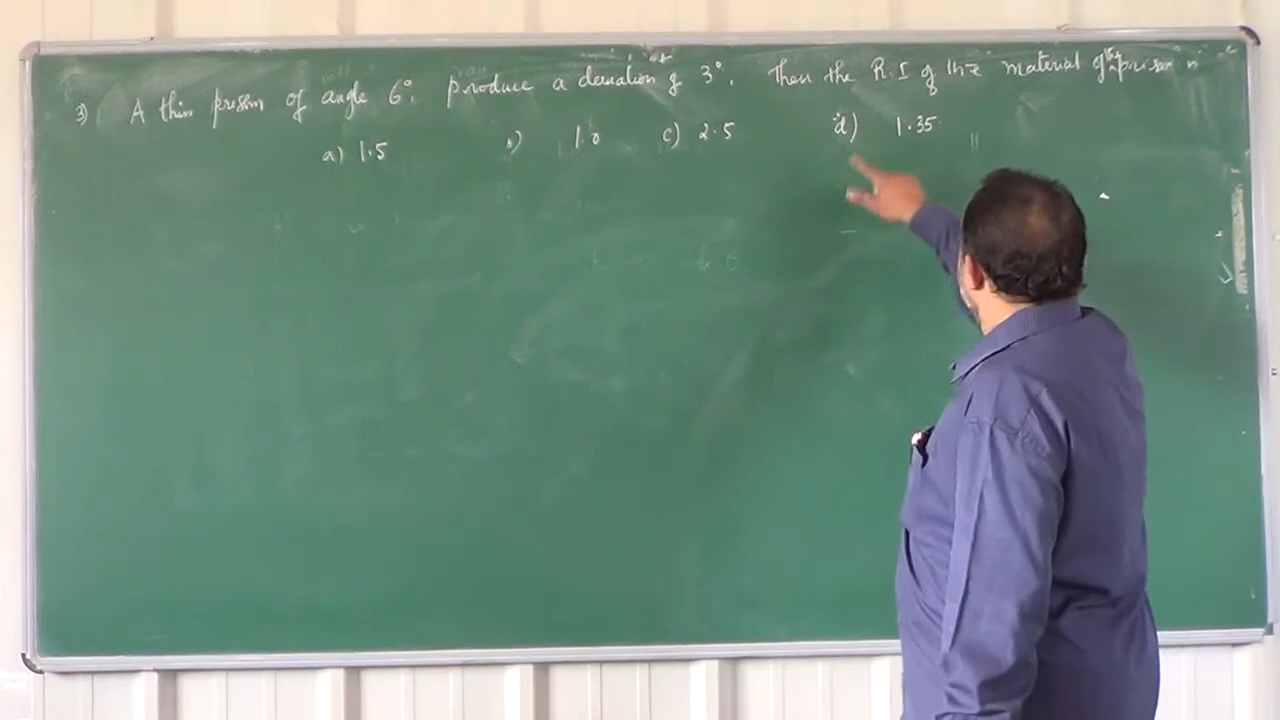 3) A thin prism of angle 6°, produce a deviation of 3°. Then the R.I of the material of the prism is
a) 1.5 b) 1.0 c) 2.5 d) 1.35